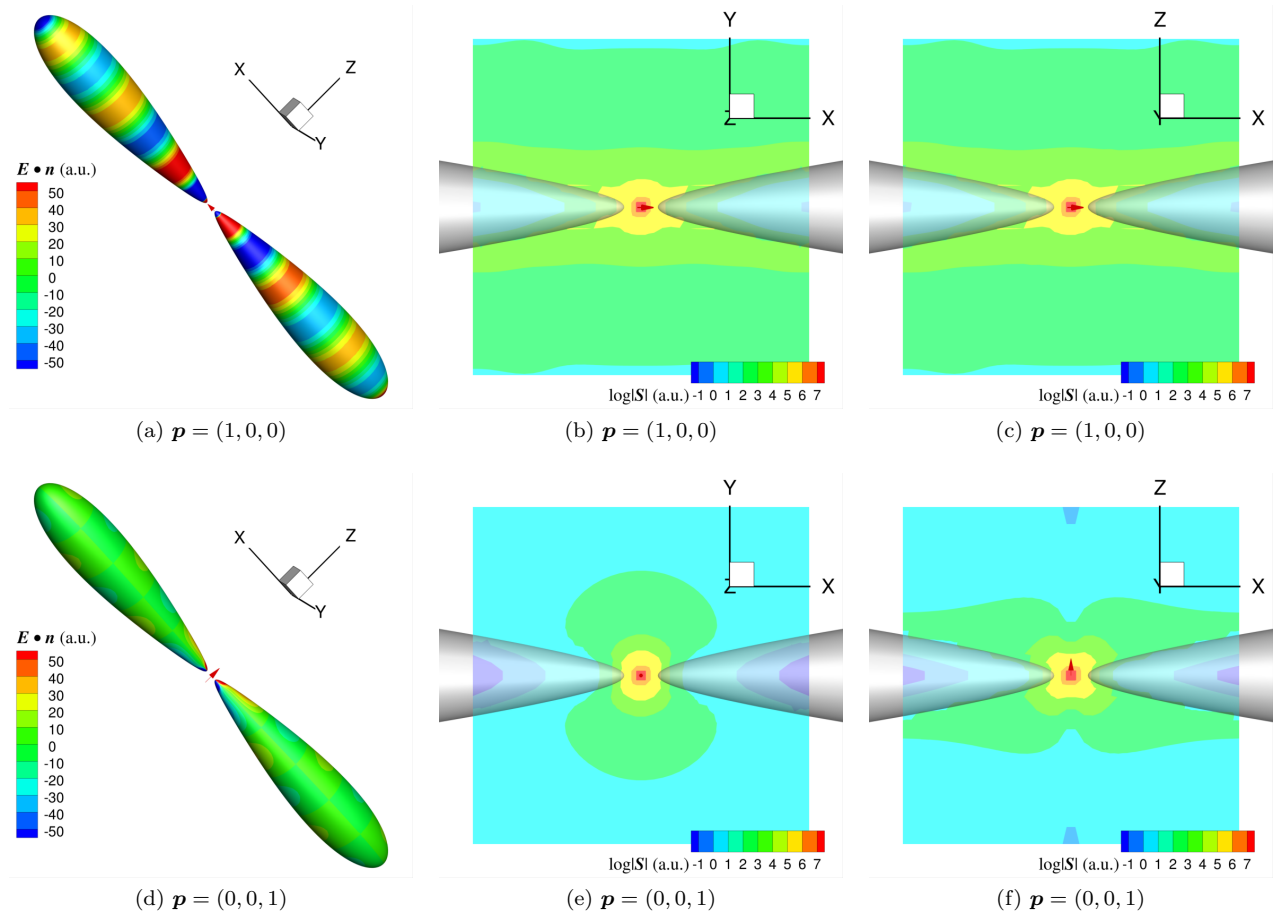 X
Z
Y
E • n (a.u.)
50
40
30
20
10
0
-10
-20
-30
-40
-50
(a) p = (1, 0, 0)
Y
Z
X
log|S| (a.u.) -1 0 1 2 3 4 5 6 7
(b) p = (1, 0, 0)
Z
Y
X
log|S| (a.u.) -1 0 1 2 3 4 5 6 7
(c) p = (1, 0, 0)
X
Z
Y
E • n (a.u.)
50
40
30
20
10
0
-10
-20
-30
-40
-50
(d) p = (0, 0, 1)
Y
Z
X
log|S| (a.u.) -1 0 1 2 3 4 5 6 7
(e) p = (0, 0, 1)
Z
Y
X
log|S| (a.u.) -1 0 1 2 3 4 5 6 7
(f) p = (0, 0, 1)